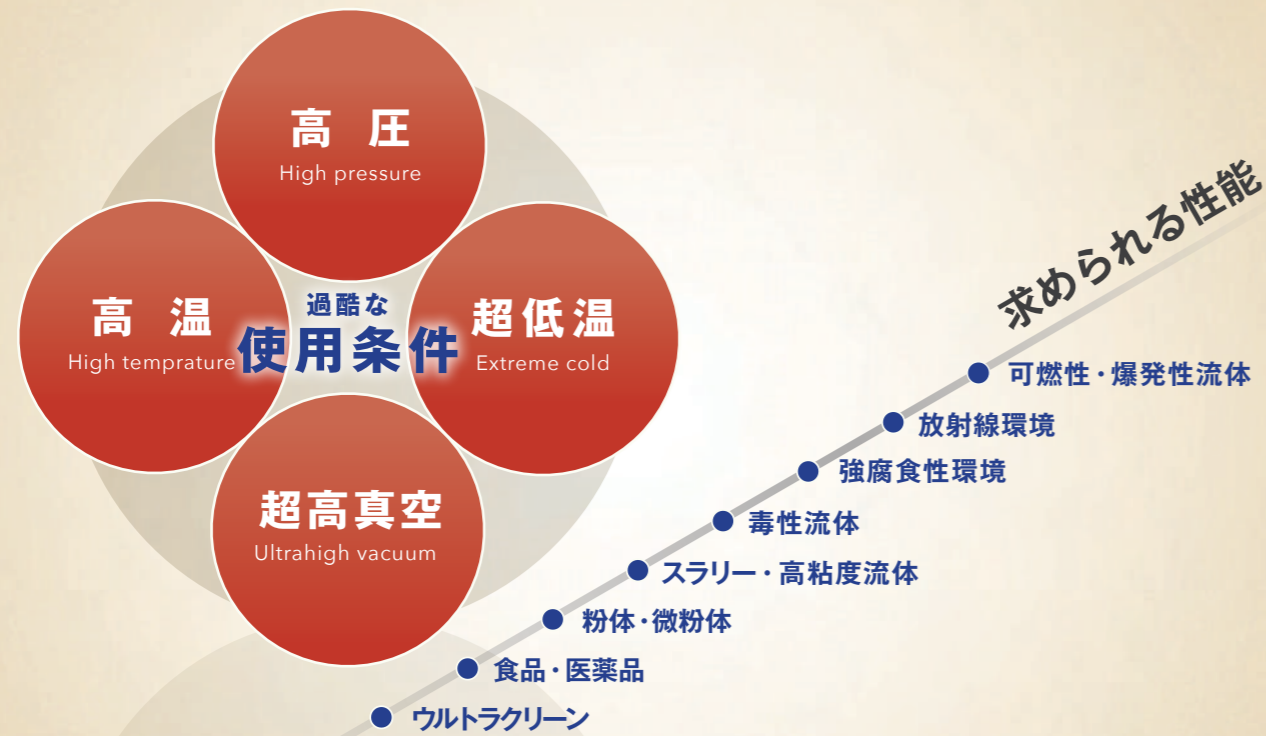 高 圧
High pressure
高 温
High temprature
過酷な
使用条件
超低温
Extreme cold
超高真空
Ultrahigh vacuum
求められる性能
可燃性・爆発性流体
放射線環境
強腐食性環境
毒性流体
スラリー・高粘度流体
粉体・微粉体
食品・医薬品
ウルトラクリーン